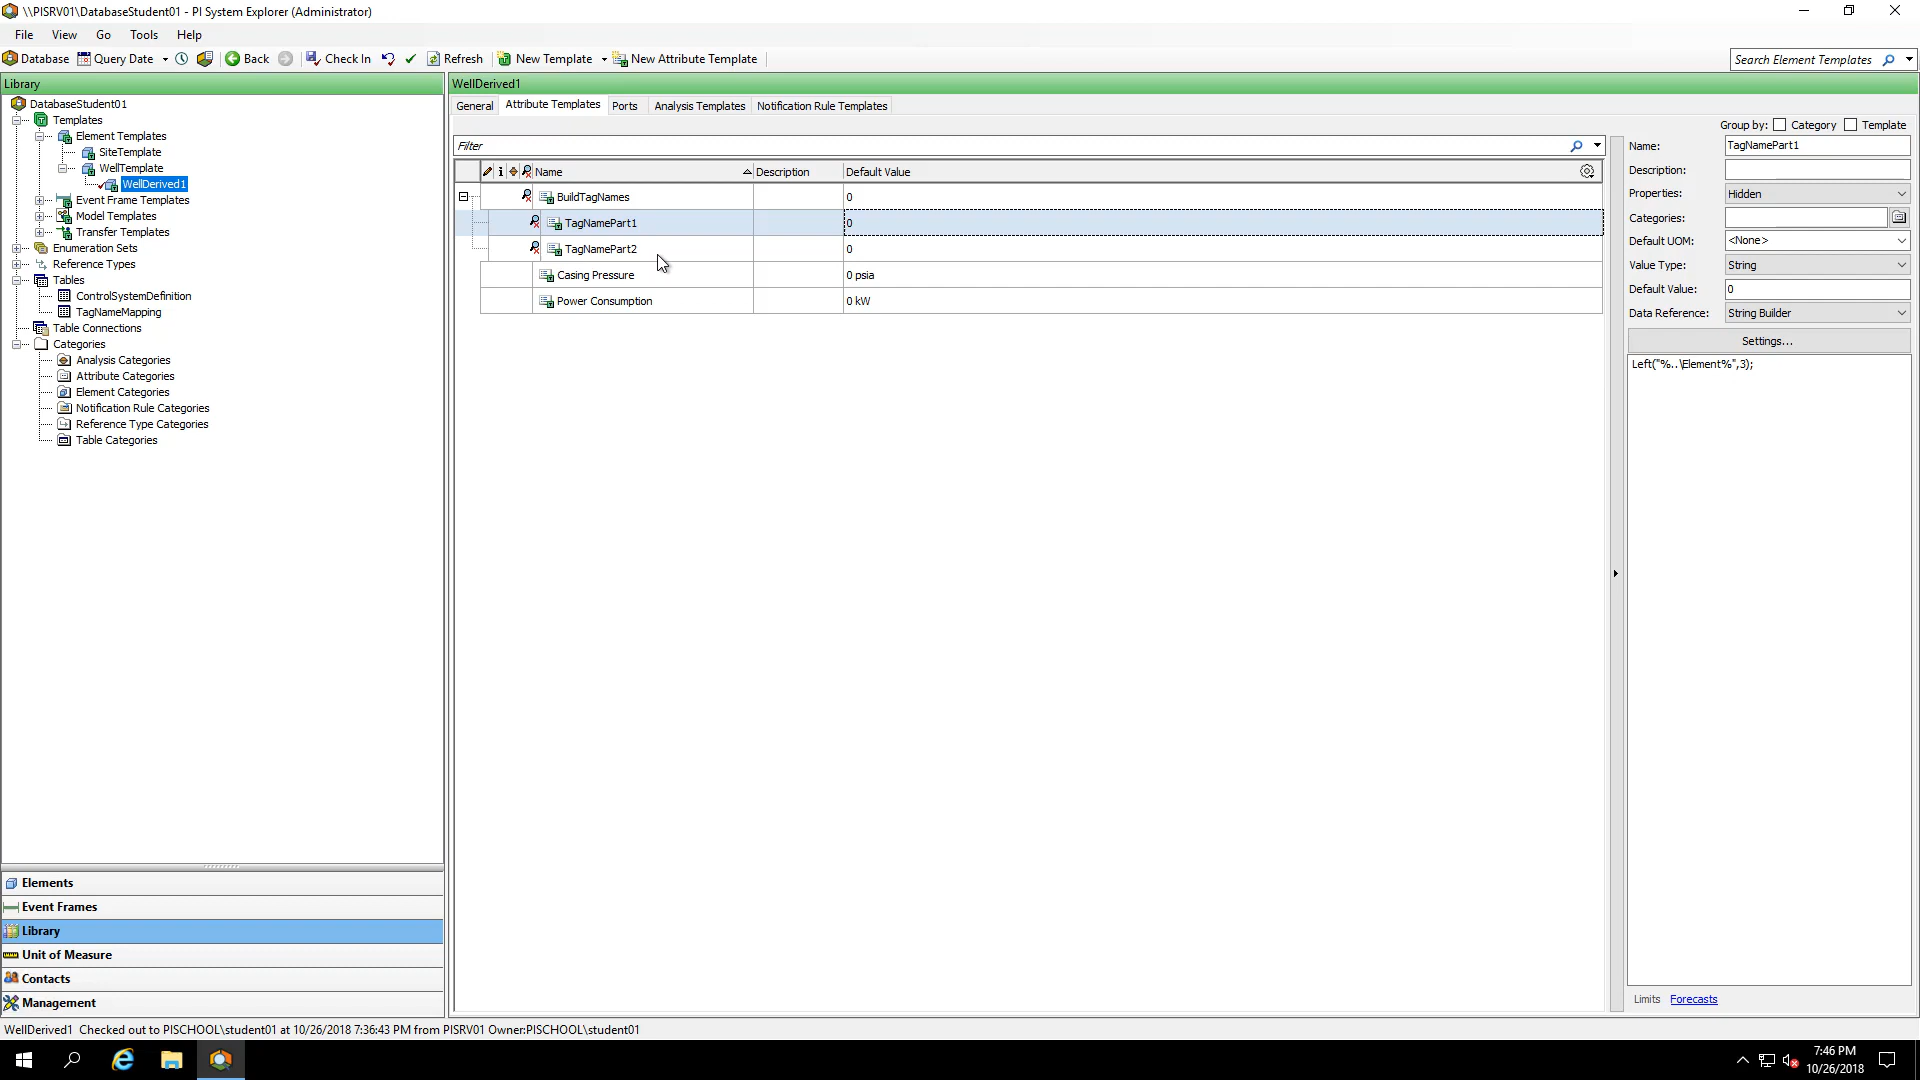 \\PISRV01\DatabaseStudent01 - PI System Explorer (Administrator)
File View Go Tools Help
Database Query Date Back Check In Refresh New Template New Attribute Template
Search Element Templates
Library
DatabaseStudent01
Templates
Element Templates
SiteTemplate
WellTemplate
WellDerived1
Event Frame Templates
Model Templates
Transfer Templates
Enumeration Sets
Reference Types
Tables
ControlSystemDefinition
TagNameMapping
Table Connections
Categories
Analysis Categories
Attribute Categories
Element Categories
Notification Rule Categories
Reference Type Categories
Table Categories
Elements
Event Frames
Library
Unit of Measure
Contacts
Management
WellDerived1
General Attribute Templates Ports Analysis Templates Notification Rule Templates
Group by: Category Template
Filter
Name Description Default Value
BuildTagNames 0
TagNamePart1 0
TagNamePart2 0
Casing Pressure 0 psia
Power Consumption 0 kW
Name: TagNamePart1
Description:
Properties: Hidden
Categories:
Default UOM: <None>
Value Type: String
Default Value: 0
Data Reference: String Builder
Settings...
Left("%..\Element%",3);
Limits Forecasts
WellDerived1 Checked out to PISCHOOL\student01 at 10/26/2018 7:36:43 PM from PISRV01 Owner:PISCHOOL\student01
7:46 PM
10/26/2018